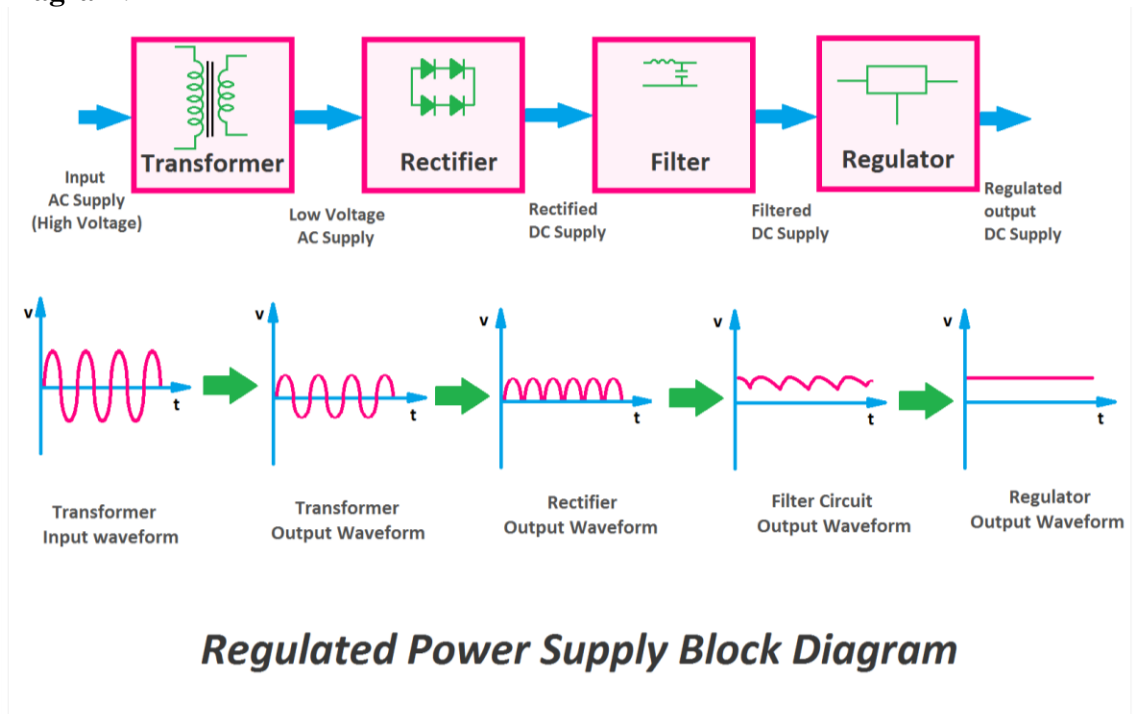 Transformer
Rectifier
Filter
Regulator
Input
AC Supply
(High Voltage)
Low Voltage
AC Supply
Rectified
DC Supply
Filtered
DC Supply
Regulated
output
DC Supply
v
t
v
t
v
t
v
t
v
t
Transformer
Input waveform
Transformer
Output Waveform
Rectifier
Output Waveform
Filter Circuit
Output Waveform
Regulator
Output Waveform
Regulated Power Supply Block Diagram